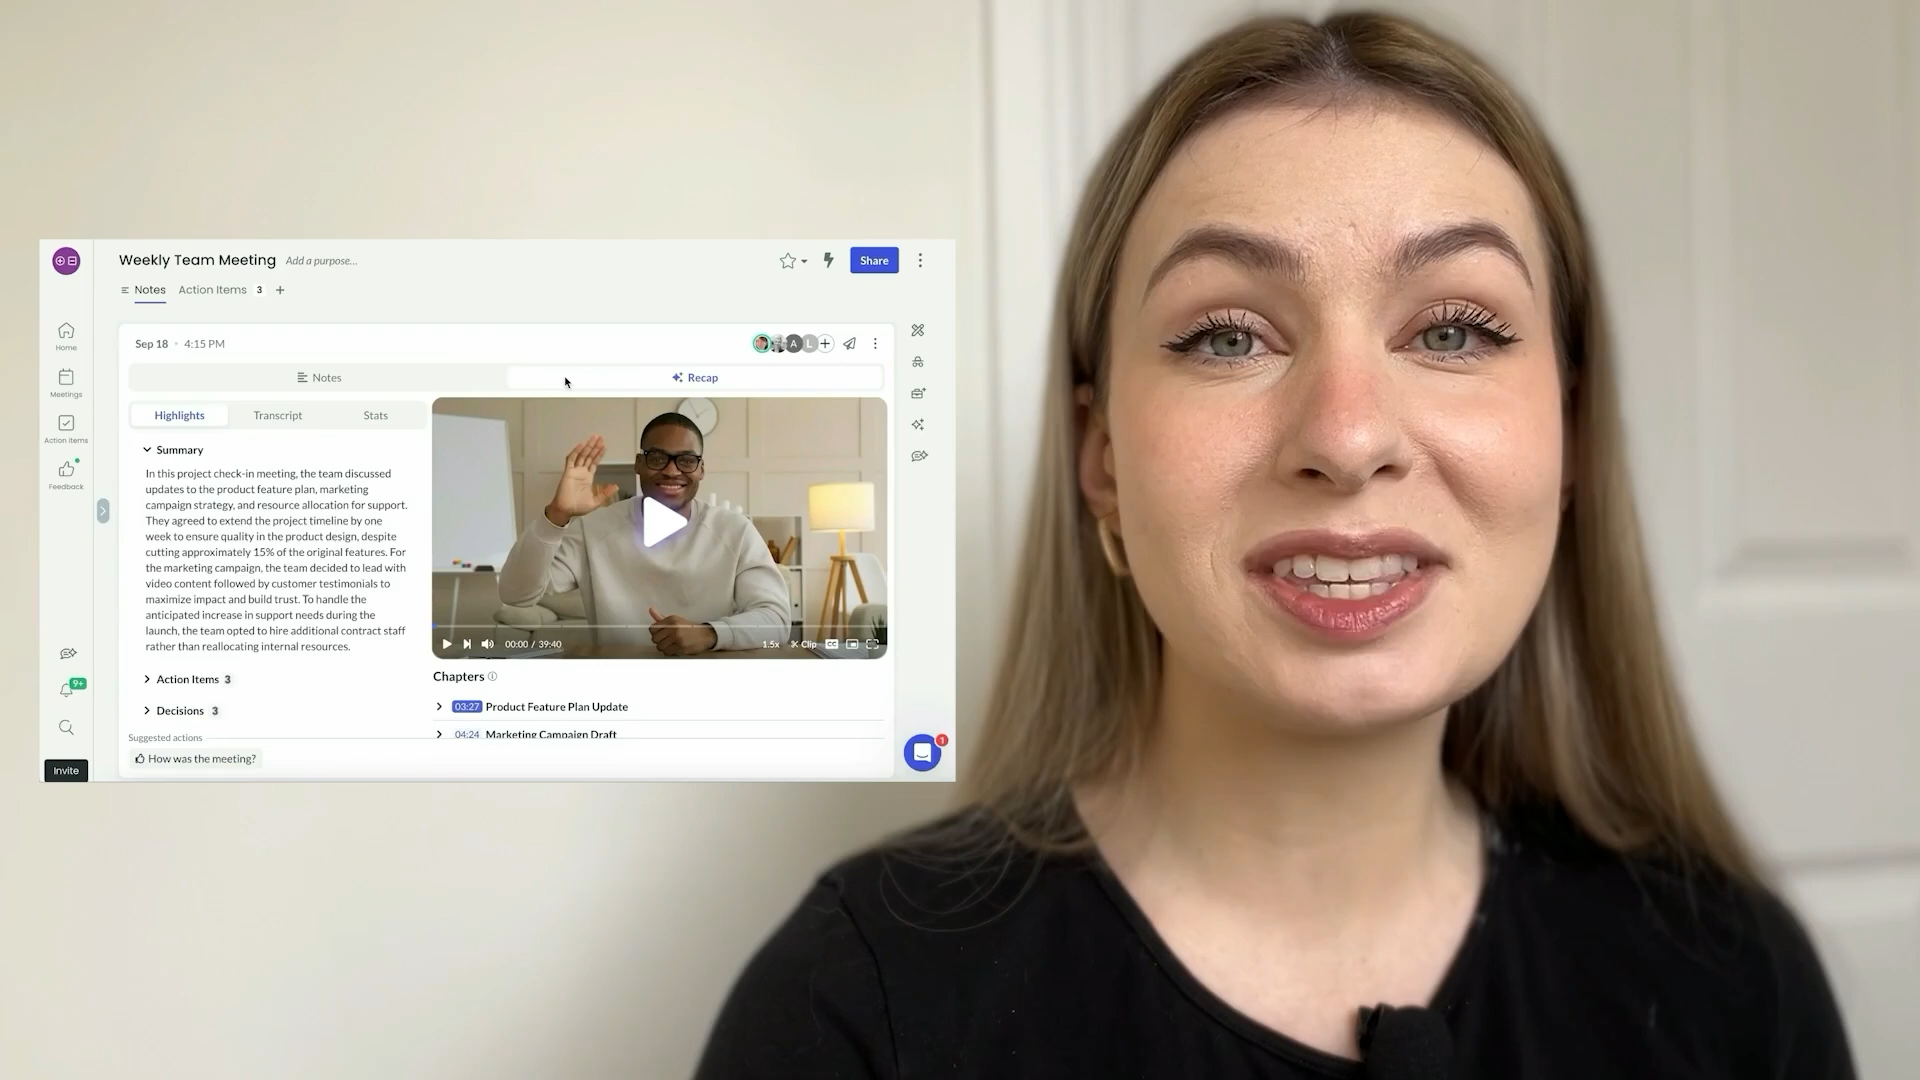 Weekly Team Meeting Add a purpose...
Share
Notes Action Items 3
Sep 18 • 4:15 PM
A L
Notes
Recap
Highlights Transcript Stats
Home
Meetings
Action items
Feedback
Summary
In this project check-in meeting, the team discussed
updates to the product feature plan, marketing
campaign strategy, and resource allocation for support.
They agreed to extend the project timeline by one
week to ensure quality in the product design, despite
cutting approximately 15% of the original features. For
the marketing campaign, the team decided to lead with
video content followed by customer testimonials to
maximize impact and build trust. To handle the
anticipated increase in support needs during the
launch, the team opted to hire additional contract staff
rather than reallocating internal resources.
Action Items 3
Decisions 3
Suggested actions
How was the meeting?
9+
Invite
00:00 / 39:40
1.5x Clip CC
Chapters
03:27 Product Feature Plan Update
04:24 Marketing Campaign Draft
1